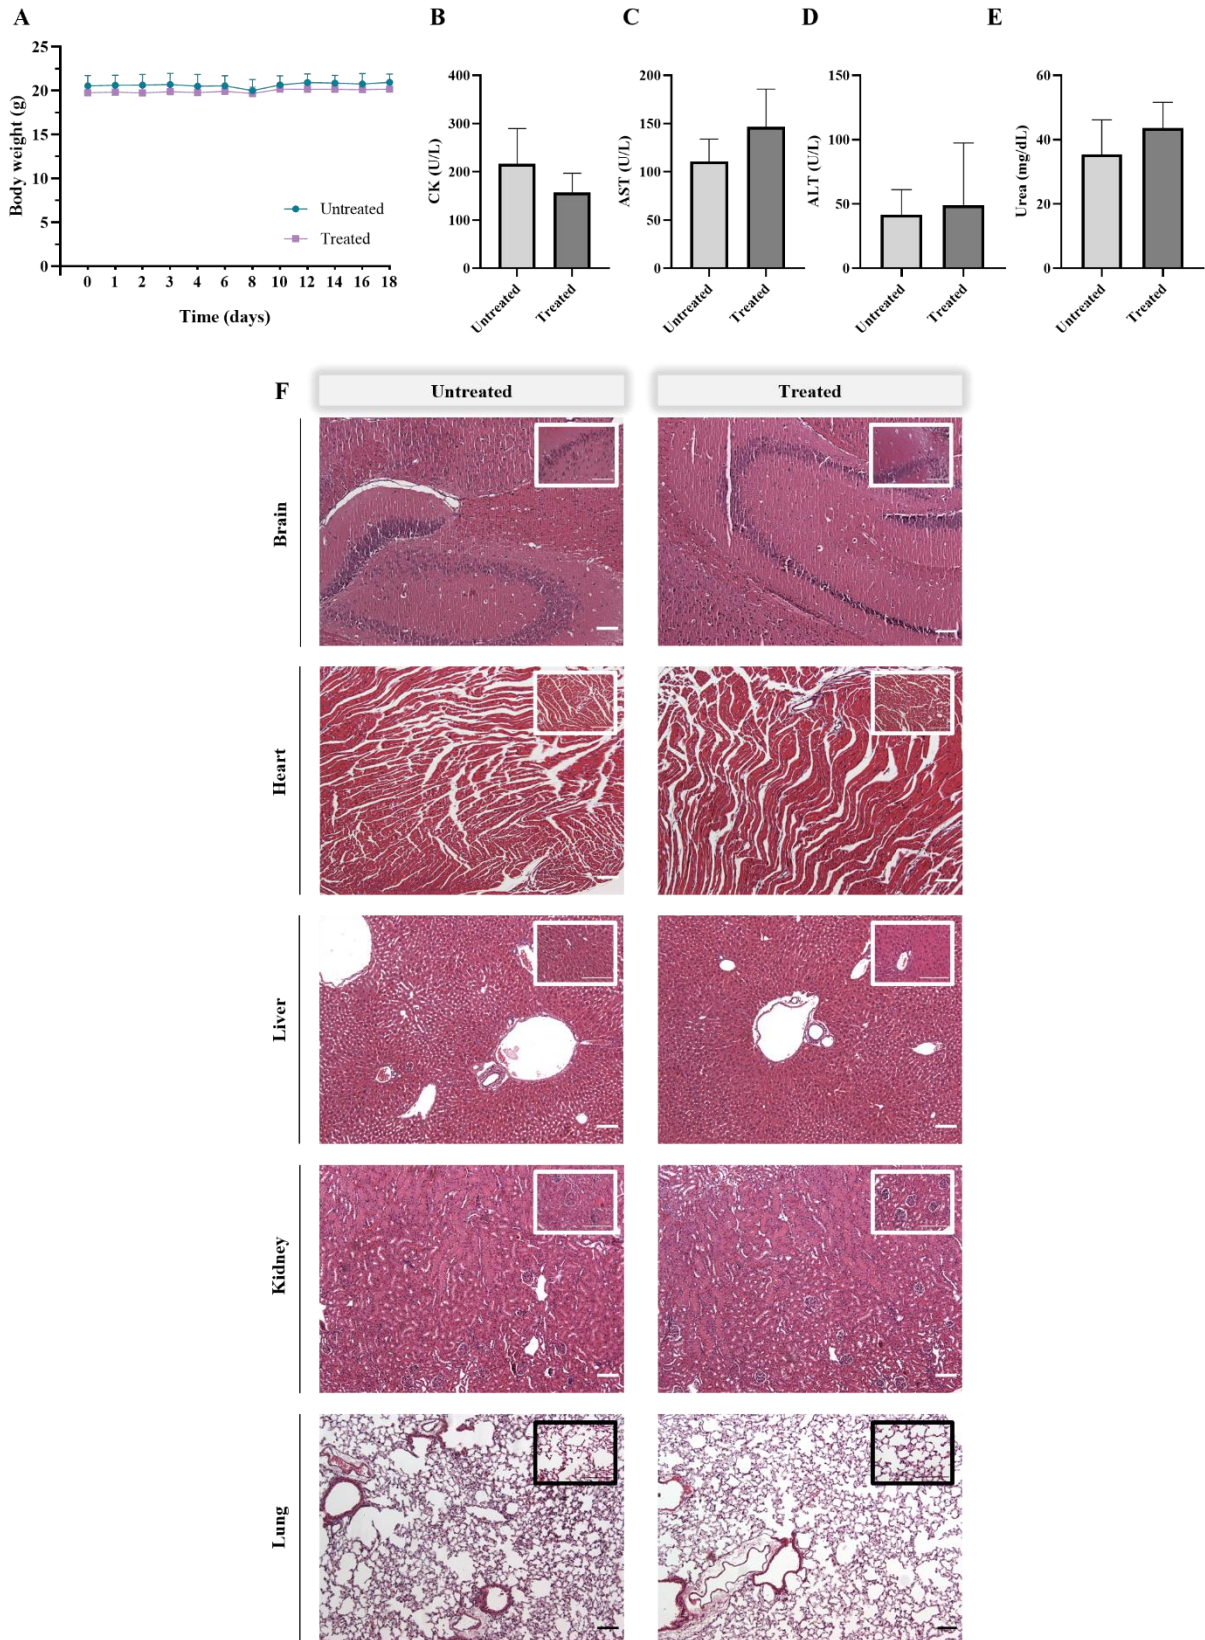 A
B
C
D
E
Body weight (g)
25
20
15
10
5
0
Untreated
Treated
0 1 2 3 4 6 8 10 12 14 16 18
Time (days)
CK (U/L)
400
300
200
100
0
Untreated
Treated
AST (U/L)
200
150
100
50
0
Untreated
Treated
ALT (U/L)
150
100
50
0
Untreated
Treated
Urea (mg/dL)
60
40
20
0
Untreated
Treated
F
Untreated
Treated
Brain
Heart
Liver
Kidney
Lung